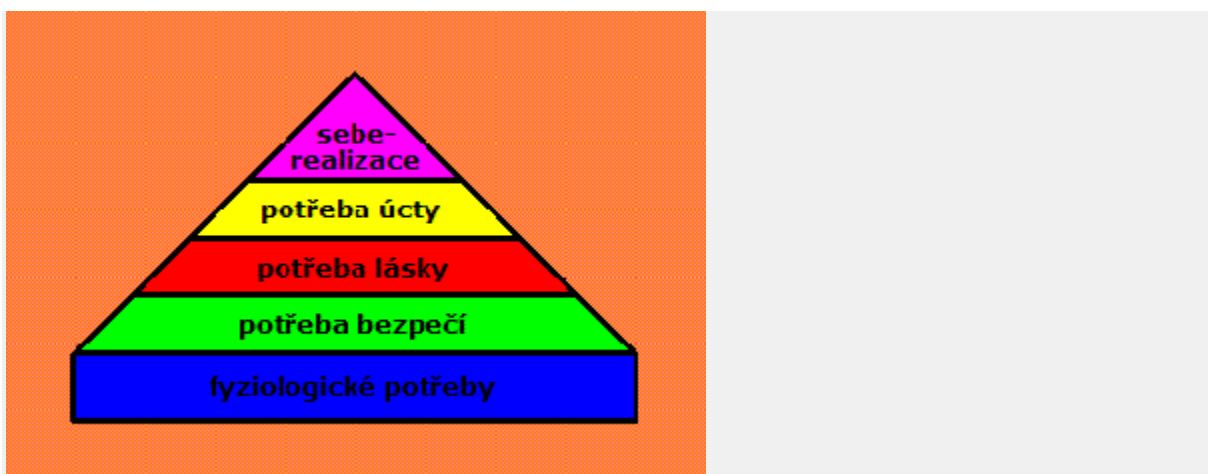 sebe-
realizace
potřeba úcty
potřeba lásky
potřeba bezpečí
fyziologické potřeby